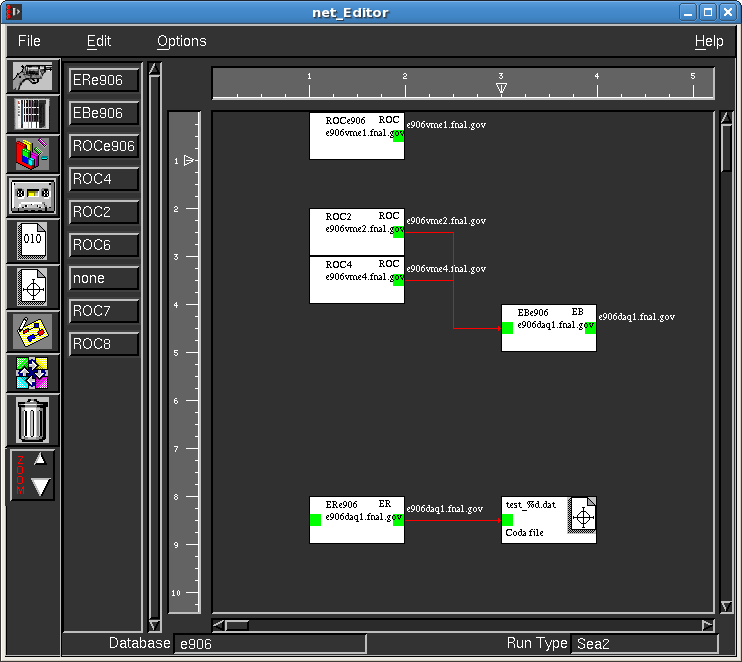 net_Editor
File Edit Options Help
ERe906
EBe906
ROCe906
ROC4
ROC2
ROC6
none
ROC7
ROC8
010
ZOOM
1 2 3 4 5
1
2
3
4
5
6
7
8
9
10
ROCe906 ROC
e906vme1.fnal.gov
e906vme1.fnal.gov
ROC2 ROC
e906vme2.fnal.gov
e906vme2.fnal.gov
ROC4 ROC
e906vme4.fnal.gov
e906vme4.fnal.gov
EBe906 EB
e906daq1.fnal.gov
e906daq1.fnal.gov
ERe906 ER
e906daq1.fnal.gov
e906daq1.fnal.gov
test_%d.dat
Coda file
Database e906 Run Type Sea2